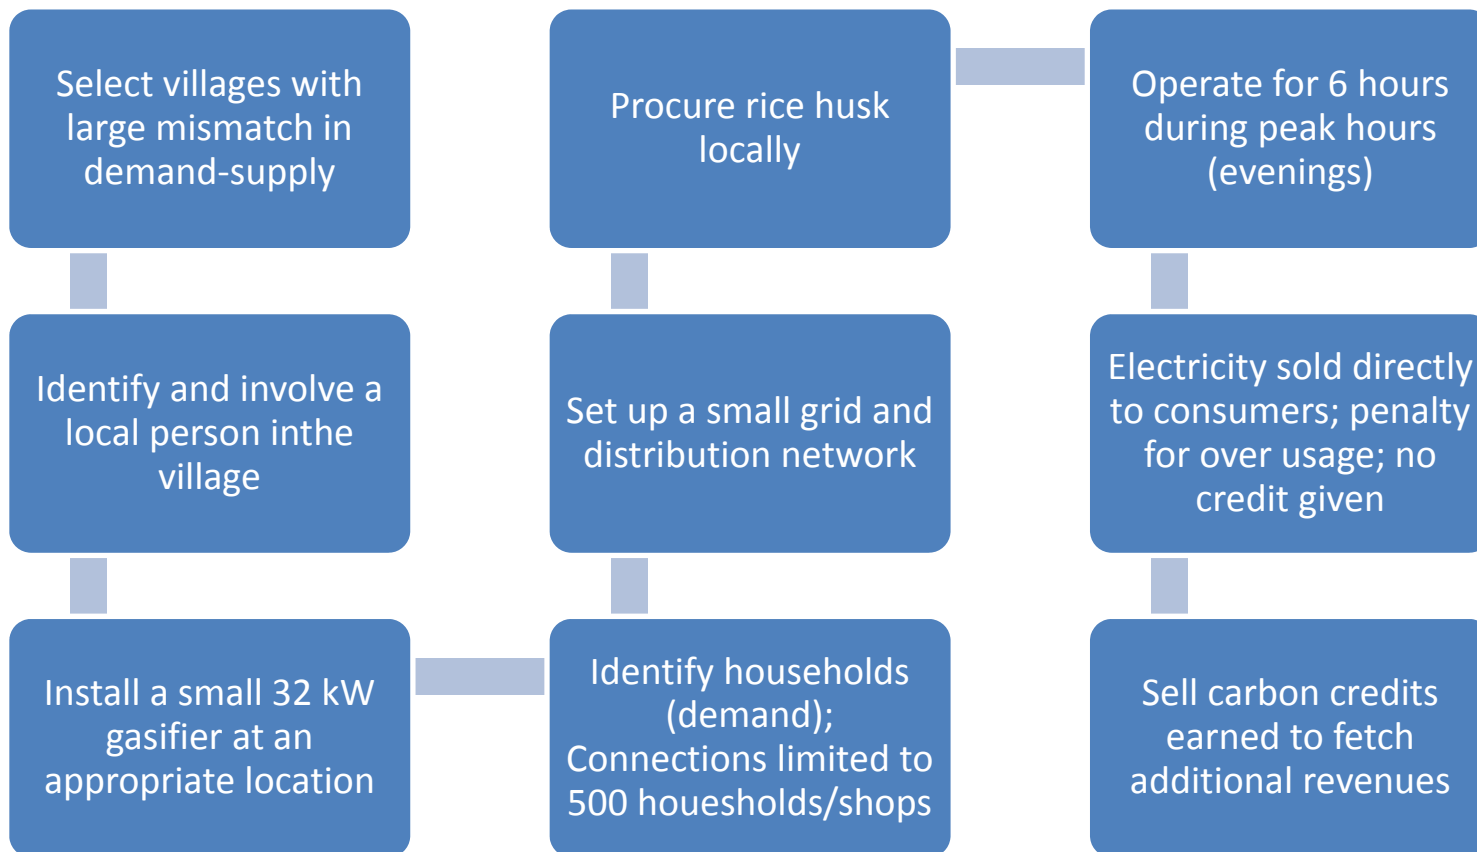 Select villages with
large mismatch in
demand-supply
Identify and involve a
local person inthe
village
Install a small 32 kW
gasifier at an
appropriate location
Identify households
(demand);
Connections limited to
500 houesholds/shops
Set up a small grid and
distribution network
Procure rice husk
locally
Operate for 6 hours
during peak hours
(evenings)
Electricity sold directly
to consumers; penalty
for over usage; no
credit given
Sell carbon credits
earned to fetch
additional revenues